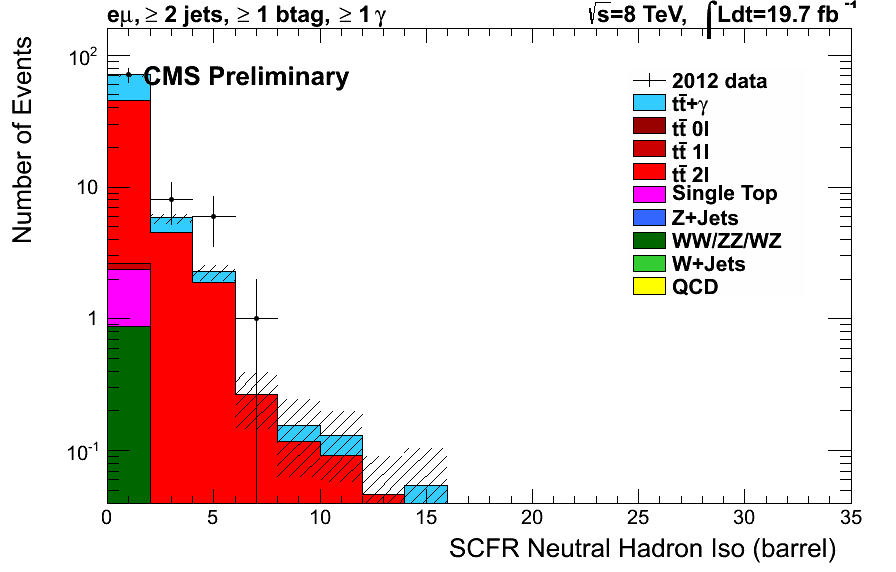 eμ, ≥ 2 jets, ≥ 1 btag, ≥ 1 γ
√s=8 TeV, ∫Ldt=19.7 fb⁻¹
CMS Preliminary
2012 data
tt̄+γ
tt̄ 0l
tt̄ 1l
tt̄ 2l
Single Top
Z+Jets
WW/ZZ/WZ
W+Jets
QCD
Number of Events
10²
10
1
10⁻¹
0 5 10 15 20 25 30 35
SCFR Neutral Hadron Iso (barrel)